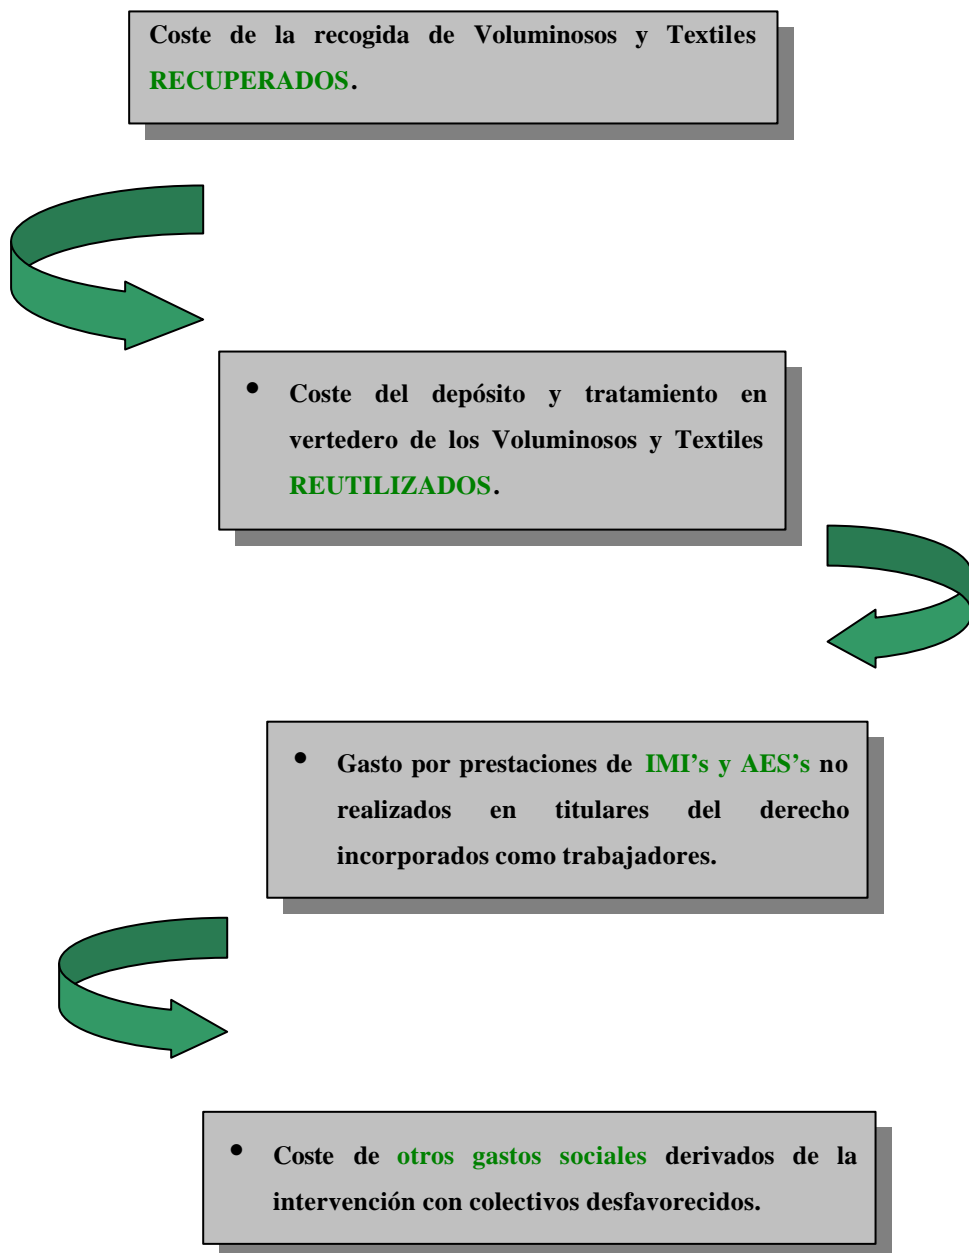 Coste de la recogida de Voluminosos y Textiles
RECUPERADOS.
• Coste del depósito y tratamiento en
vertedero de los Voluminosos y Textiles
REUTILIZADOS.
• Gasto por prestaciones de IMI’s y AES’s no
realizados en titulares del derecho
incorporados como trabajadores.
• Coste de otros gastos sociales derivados de la
intervención con colectivos desfavorecidos.